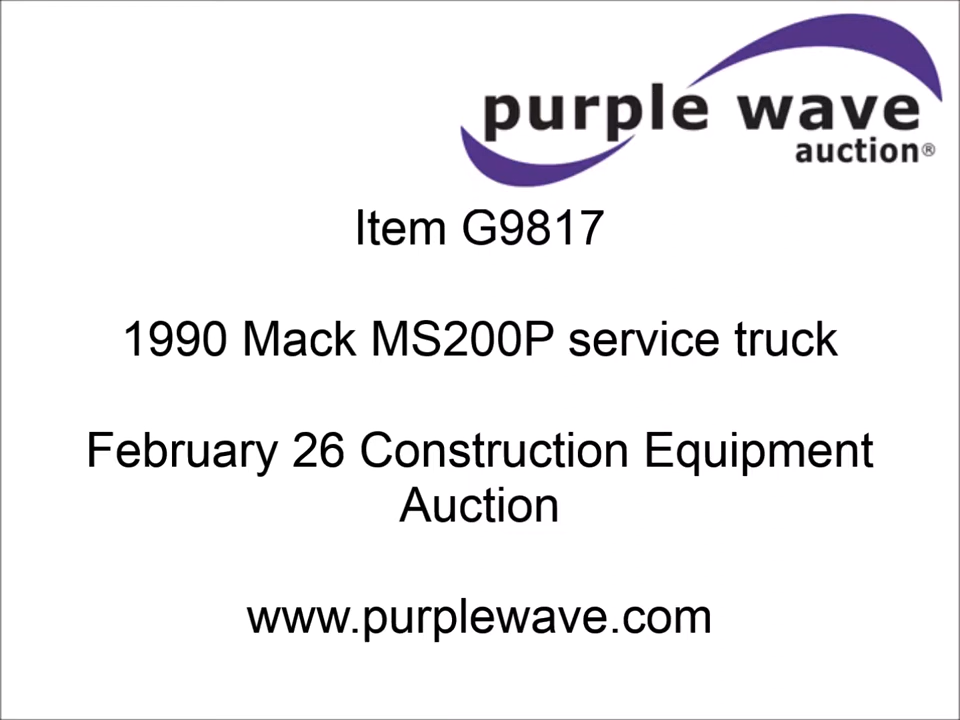 purple wave
auction®
Item G9817
1990 Mack MS200P service truck
February 26 Construction Equipment
Auction
www.purplewave.com